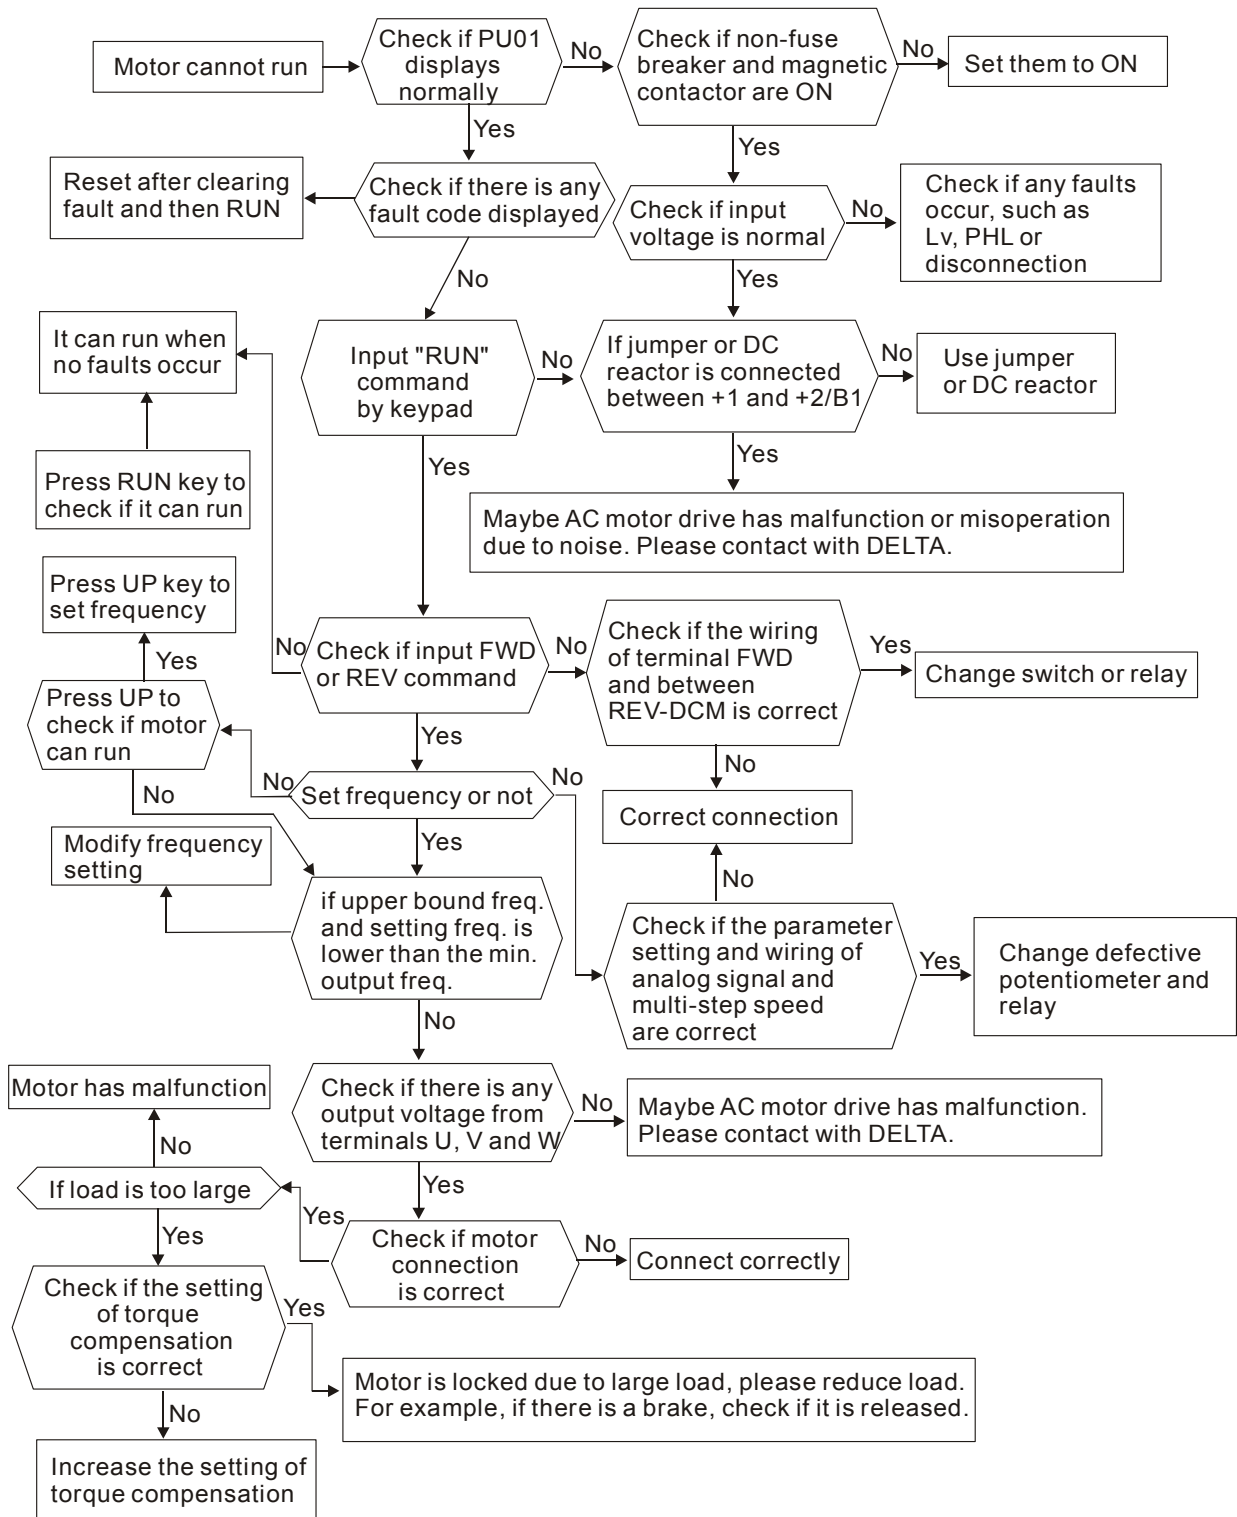 Motor cannot run
Check if PU01
displays
normally
No
Check if non-fuse
breaker and magnetic
contactor are ON
No
Set them to ON
Yes
Yes
Reset after clearing
fault and then RUN
Check if there is any
fault code displayed
Check if input
voltage is normal
No
Check if any faults
occur, such as
Lv, PHL or
disconnection
No
Yes
It can run when
no faults occur
Input "RUN"
command
by keypad
No
If jumper or DC
reactor is connected
between +1 and +2/B1
No
Use jumper
or DC reactor
Yes
Yes
Press RUN key to
check if it can run
Maybe AC motor drive has malfunction or misoperation
due to noise. Please contact with DELTA.
Press UP key to
set frequency
Yes
No
Check if input FWD
or REV command
No
Check if the wiring
of terminal FWD
and between
REV-DCM is correct
Yes
Change switch or relay
Press UP to
check if motor
can run
Yes
No
No
No
Set frequency or not
No
Correct connection
Modify frequency
setting
Yes
No
if upper bound freq.
and setting freq. is
lower than the min.
output freq.
Check if the parameter
setting and wiring of
analog signal and
multi-step speed
are correct
Yes
Change defective
potentiometer and
relay
No
Motor has malfunction
Check if there is any
output voltage from
terminals U, V and W
No
Maybe AC motor drive has malfunction.
Please contact with DELTA.
No
If load is too large
Yes
Yes
Yes
Check if motor
connection
is correct
No
Connect correctly
Check if the setting
of torque
compensation
is correct
Yes
Motor is locked due to large load, please reduce load.
For example, if there is a brake, check if it is released.
No
Increase the setting of
torque compensation